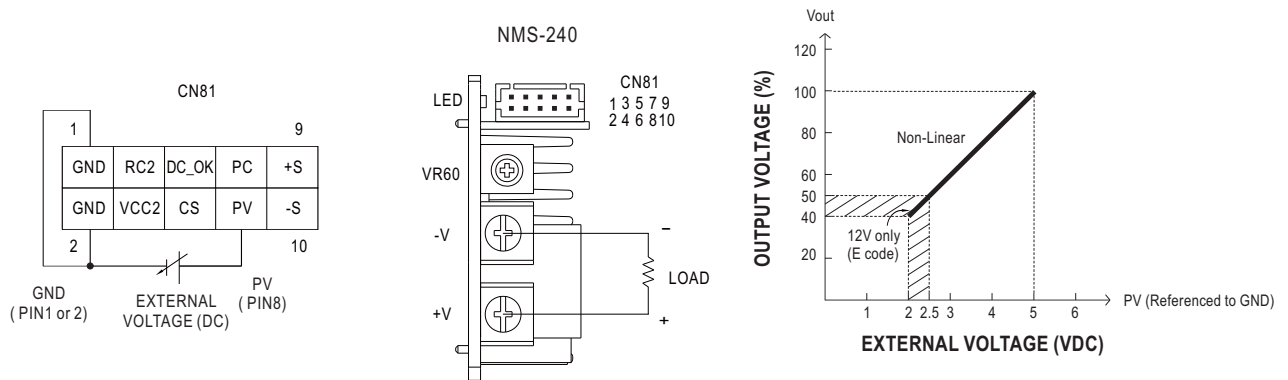 CN81
1 9
GND RC2 DC_OK PC +S
GND VCC2 CS PV -S
2 10
GND
( PIN1 or 2)
EXTERNAL
VOLTAGE (DC)
PV
( PIN8)
NMS-240
LED
CN81
1 3 5 7 9
2 4 6 8 10
VR60
-V
+V
–
LOAD
+
Vout
OUTPUT VOLTAGE (%)
120
100
80
60
50
40
20
Non-Linear
12V only
(E code)
1 2 2.5 3 4 5 6
PV (Referenced to GND)
EXTERNAL VOLTAGE (VDC)